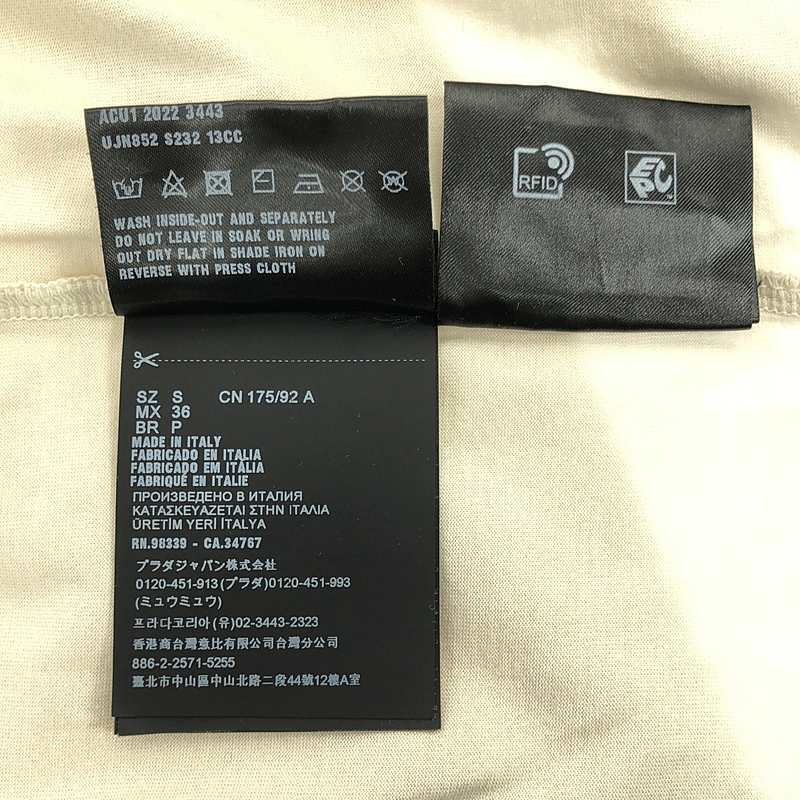 ACU1 2022 3443
UJN852 S232 13CC
WASH INSIDE-OUT AND SEPARATELY
DO NOT LEAVE IN SOAK OR WRING
OUT DRY FLAT IN SHADE IRON ON
REVERSE WITH PRESS CLOTH
RFID
EPC
TM
SZ S CN 175/92 A
MX 36
BR P
MADE IN ITALY
FABRICADO EN ITALIA
FABRICADO EM ITÁLIA
FABRIQUÉ EN ITALIE
ПРОИЗВЕДЕНО В ИТАЛИЯ
ΚΑΤΑΣΚΕΥΑΖΕΤΑΙ ΣΤΗΝ ΙΤΑΛΙΑ
ÜRETİM YERİ İTALYA
RN.98339 - CA.34767
プラダジャパン株式会社
0120-451-913(プラダ)0120-451-993
(ミュウミュウ)
프라다코리아(유)02-3443-2323
香港商台灣意比有限公司台灣分公司
886-2-2571-5255
臺北市中山區中山北路二段44號12樓A室